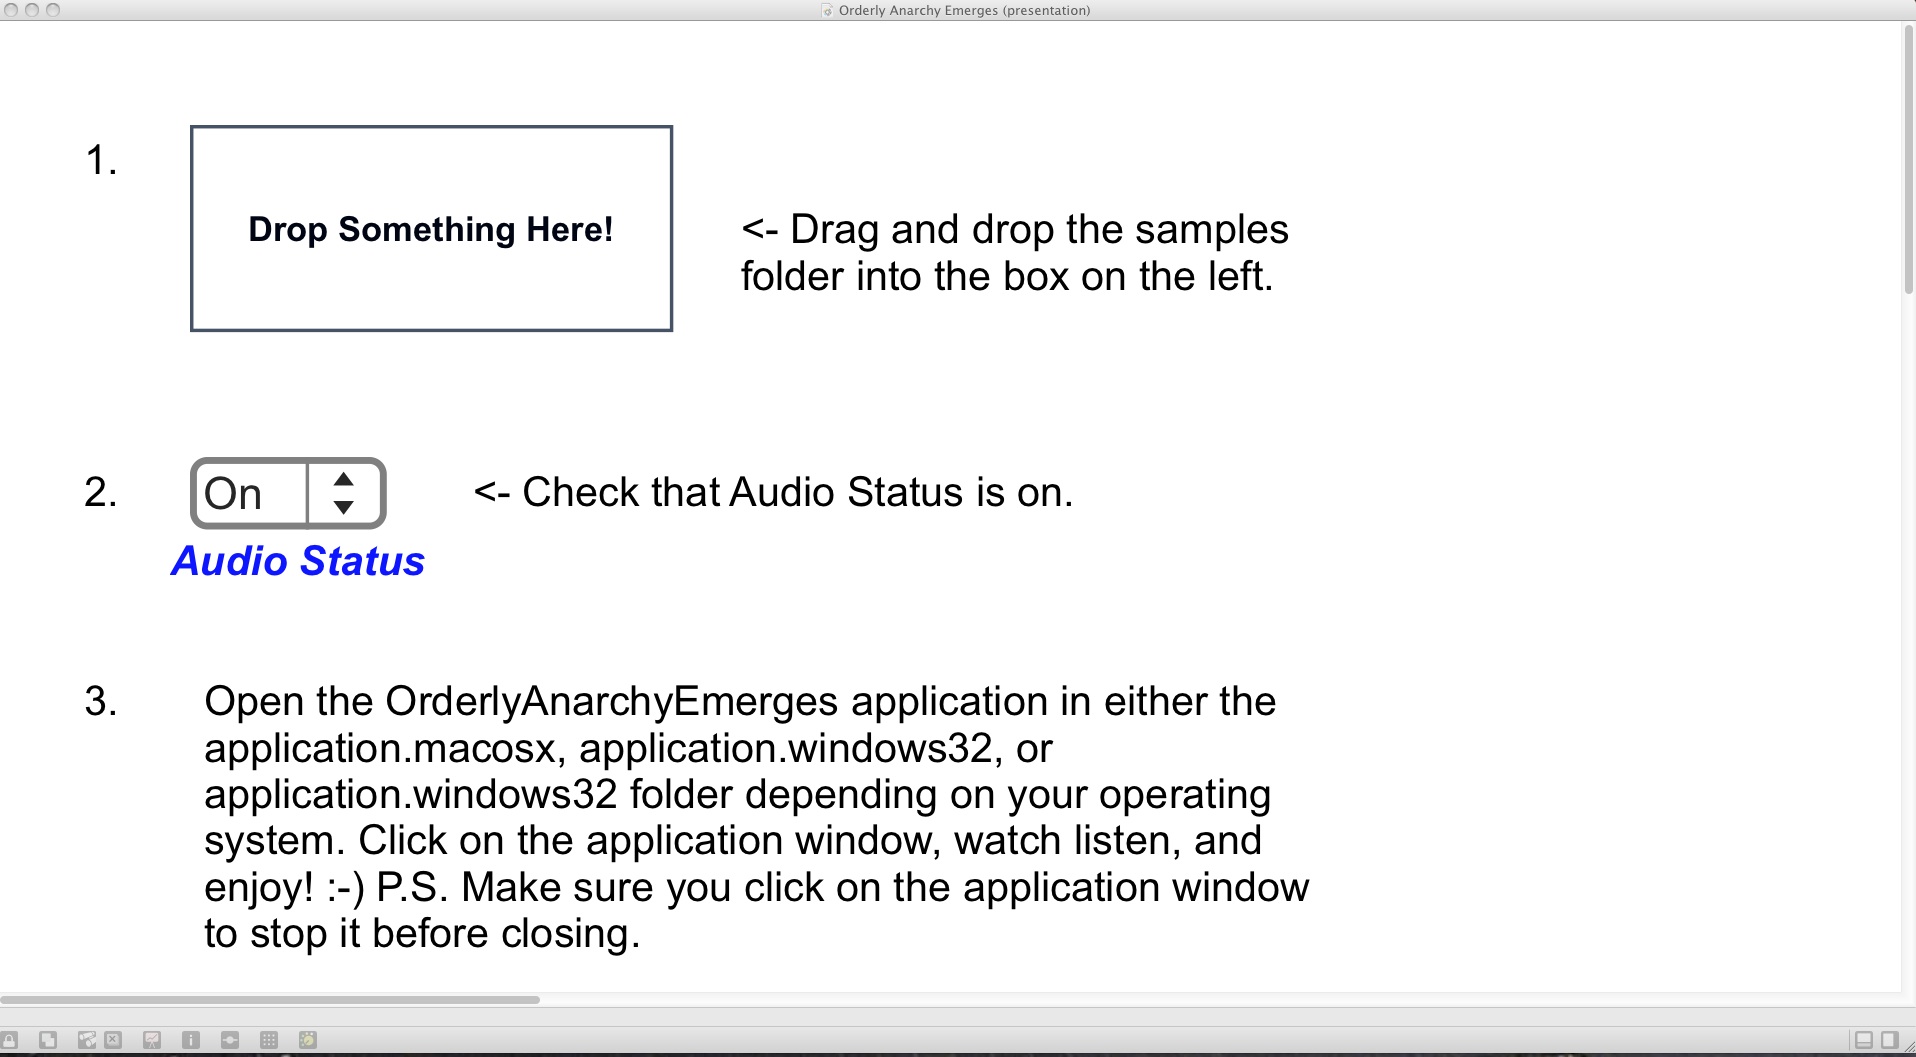 Orderly Anarchy Emerges (presentation)
1.
Drop Something Here!
<- Drag and drop the samples
folder into the box on the left.
2.
On
<- Check that Audio Status is on.
Audio Status
3.
Open the OrderlyAnarchyEmerges application in either the
application.macosx, application.windows32, or
application.windows32 folder depending on your operating
system. Click on the application window, watch listen, and
enjoy! :-) P.S. Make sure you click on the application window
to stop it before closing.